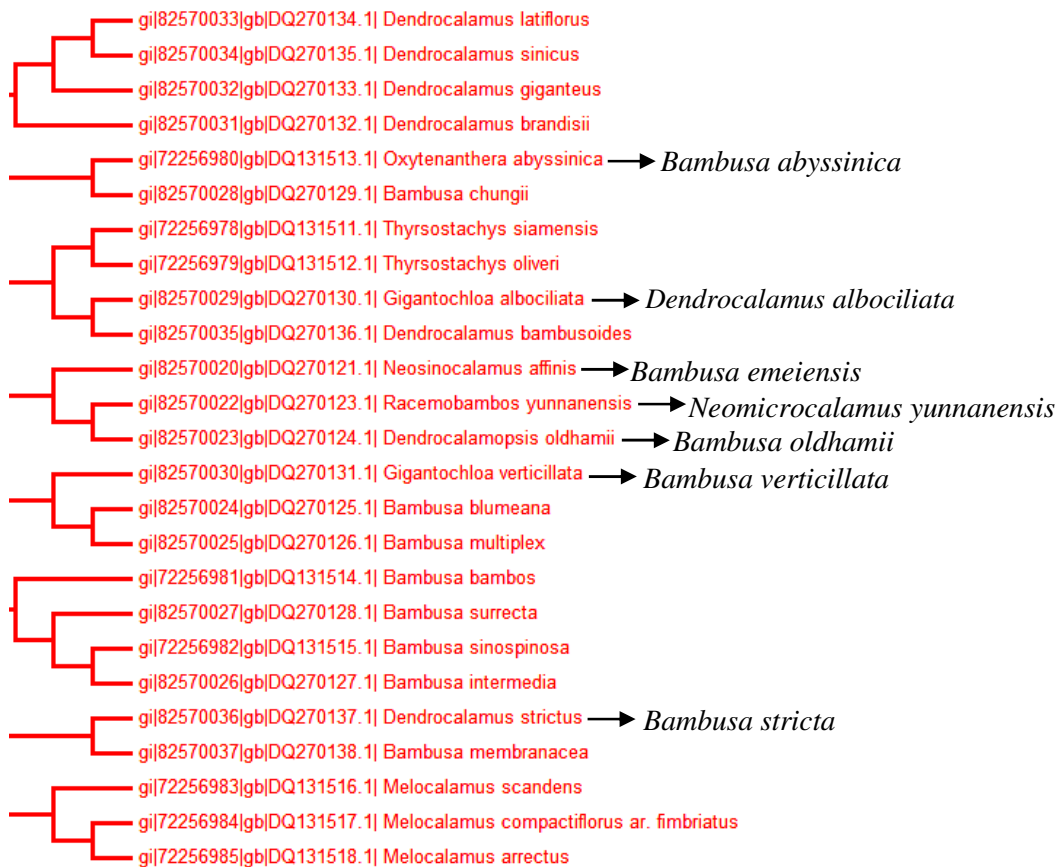 gi|82570033|gb|DQ270134.1| Dendrocalamus latiflorus
gi|82570034|gb|DQ270135.1| Dendrocalamus sinicus
gi|82570032|gb|DQ270133.1| Dendrocalamus giganteus
gi|82570031|gb|DQ270132.1| Dendrocalamus brandisii
gi|72256980|gb|DQ131513.1| Oxytenanthera abyssinica Bambusa abyssinica
gi|82570028|gb|DQ270129.1| Bambusa chungii
gi|72256978|gb|DQ131511.1| Thyrsostachys siamensis
gi|72256979|gb|DQ131512.1| Thyrsostachys oliveri
gi|82570029|gb|DQ270130.1| Gigantochloa albociliata Dendrocalamus albociliata
gi|82570035|gb|DQ270136.1| Dendrocalamus bambusoides
gi|82570020|gb|DQ270121.1| Neosinocalamus affinis Bambusa emeiensis
gi|82570022|gb|DQ270123.1| Racemobambos yunnanensis Neomicrocalamus yunnanensis
gi|82570023|gb|DQ270124.1| Dendrocalamopsis oldhamii Bambusa oldhamii
gi|82570030|gb|DQ270131.1| Gigantochloa verticillata Bambusa verticillata
gi|82570024|gb|DQ270125.1| Bambusa blumeana
gi|82570025|gb|DQ270126.1| Bambusa multiplex
gi|72256981|gb|DQ131514.1| Bambusa bambos
gi|82570027|gb|DQ270128.1| Bambusa surrecta
gi|72256982|gb|DQ131515.1| Bambusa sinospinosa
gi|82570026|gb|DQ270127.1| Bambusa intermedia
gi|82570036|gb|DQ270137.1| Dendrocalamus strictus Bambusa stricta
gi|82570037|gb|DQ270138.1| Bambusa membranacea
gi|72256983|gb|DQ131516.1| Melocalamus scandens
gi|72256984|gb|DQ131517.1| Melocalamus compactiflorus ar. fimbriatus
gi|72256985|gb|DQ131518.1| Melocalamus arrectus